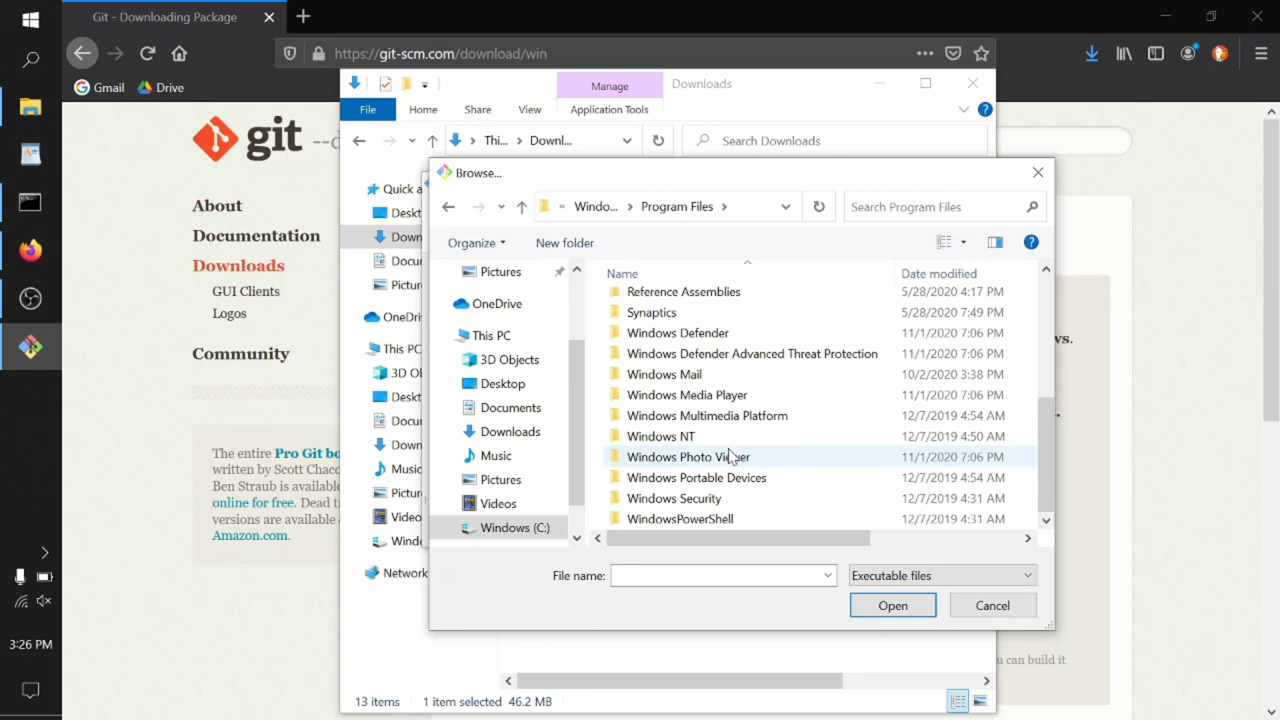 Git - Downloading Package
https://git-scm.com/download/win
Gmail
Drive
Manage
Downloads
File
Home
Share
View
Application Tools
git --
Thi...
Downl...
Search Downloads
Browse...
Windo...
Program Files
Search Program Files
Organize
New folder
About
Documentation
Downloads
GUI Clients
Logos
Community
The entire Pro Git bo
written by Scott Chaco
Ben Straub is available
online for free. Dead tr
versions are available
Amazon.com.
Quick a
Deskt
Down
Docu
Pictur
OneDriv
This PC
3D Ob
Deskt
Docu
Down
Music
Pictur
Video
Windo
Network
Pictures
OneDrive
This PC
3D Objects
Desktop
Documents
Downloads
Music
Pictures
Videos
Windows (C:)
Name
Date modified
Reference Assemblies 5/28/2020 4:17 PM
Synaptics 5/28/2020 7:49 PM
Windows Defender 11/1/2020 7:06 PM
Windows Defender Advanced Threat Protection 11/1/2020 7:06 PM
Windows Mail 10/2/2020 3:38 PM
Windows Media Player 11/1/2020 7:06 PM
Windows Multimedia Platform 12/7/2019 4:54 AM
Windows NT 12/7/2019 4:50 AM
Windows Photo Viewer 11/1/2020 7:06 PM
Windows Portable Devices 12/7/2019 4:54 AM
Windows Security 12/7/2019 4:31 AM
WindowsPowerShell 12/7/2019 4:31 AM
File name:
Executable files
Open
Cancel
vs.
u can build it
13 items
1 item selected 46.2 MB
3:26 PM